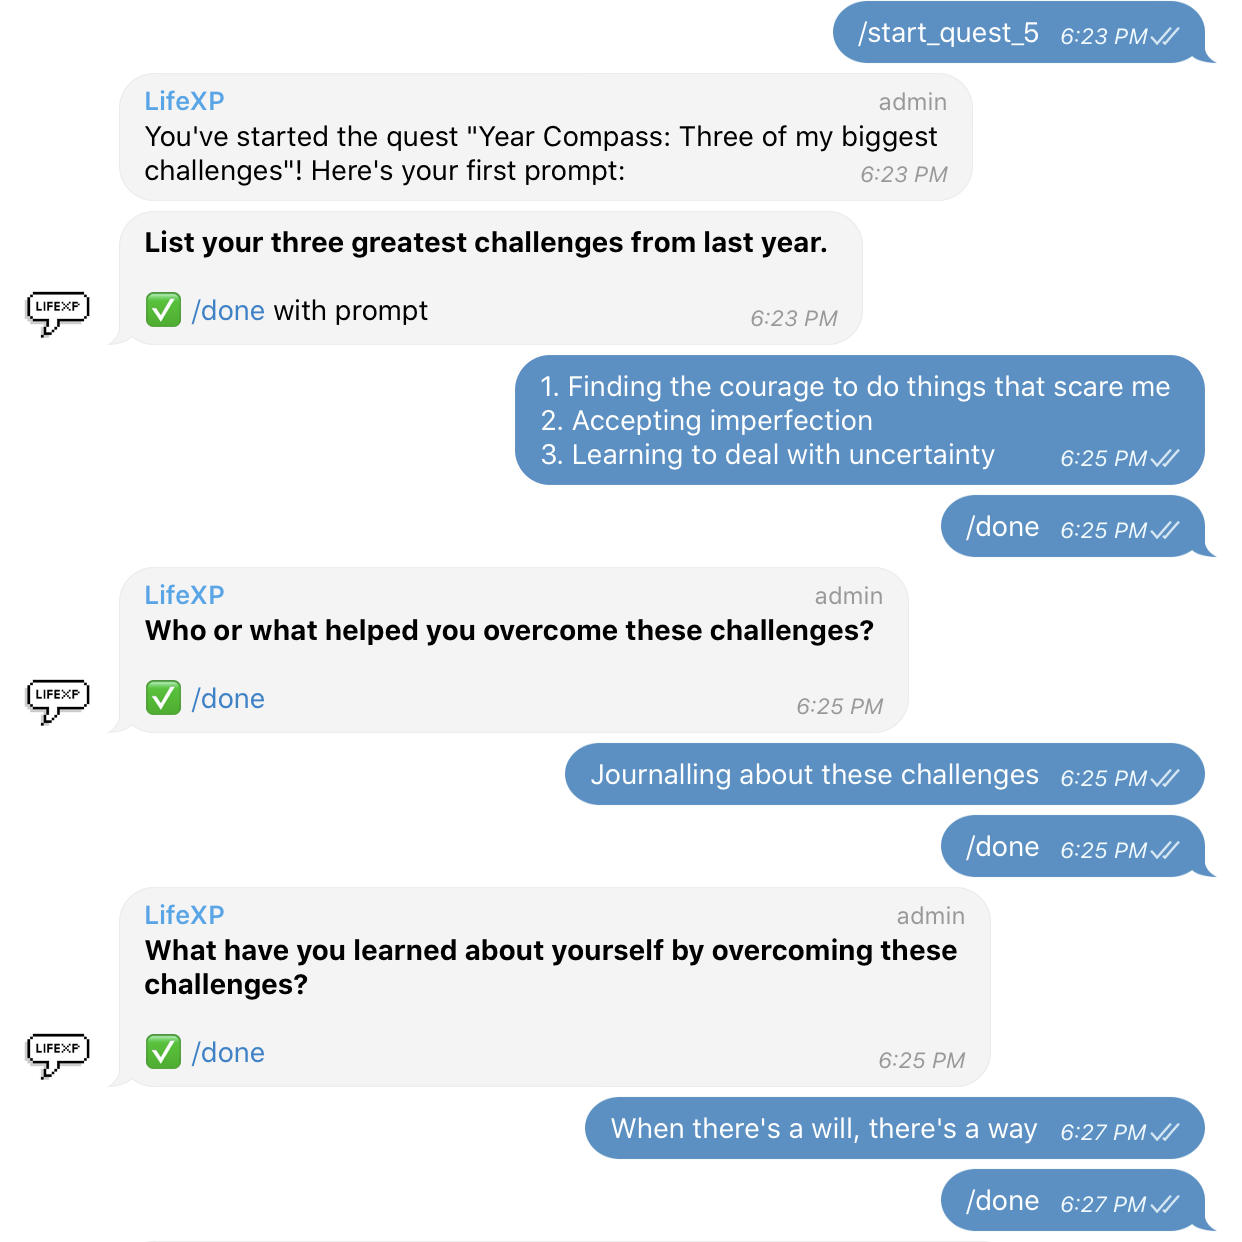 /start_quest_5 6:23 PM
LifeXP admin
You've started the quest "Year Compass: Three of my biggest
challenges"! Here's your first prompt: 6:23 PM
List your three greatest challenges from last year.
LIFEXP
✅ /done with prompt 6:23 PM
1. Finding the courage to do things that scare me
2. Accepting imperfection
3. Learning to deal with uncertainty 6:25 PM
/done 6:25 PM
LifeXP admin
Who or what helped you overcome these challenges?
LIFEXP
✅ /done 6:25 PM
Journalling about these challenges 6:25 PM
/done 6:25 PM
LifeXP admin
What have you learned about yourself by overcoming these
challenges?
LIFEXP
✅ /done 6:25 PM
When there's a will, there's a way 6:27 PM
/done 6:27 PM